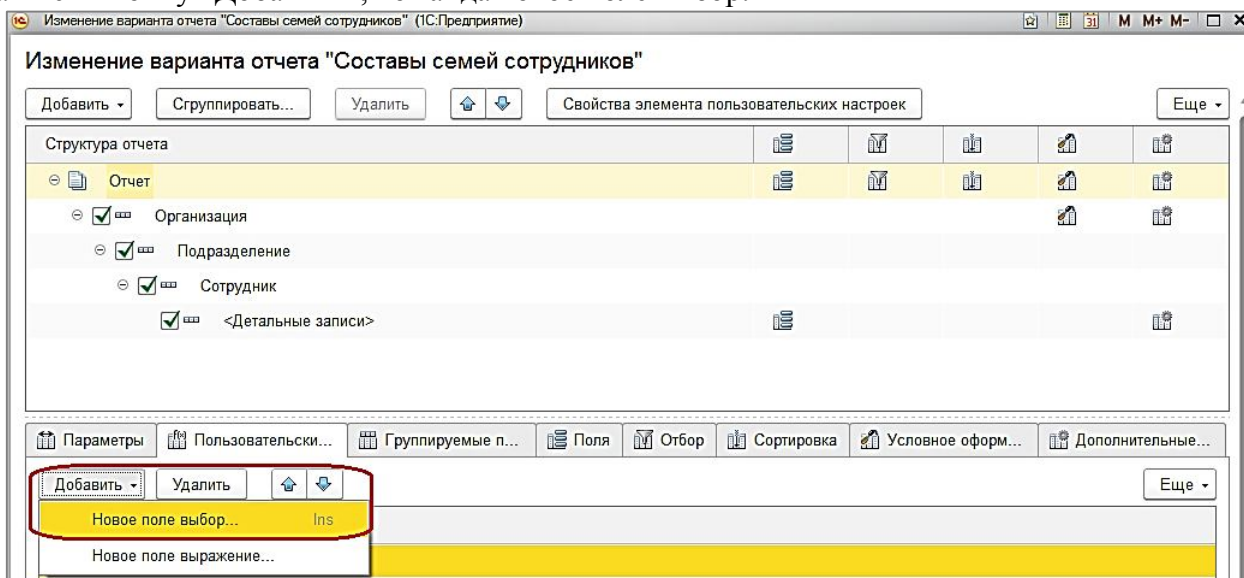 Изменение варианта отчета "Составы семей сотрудников" (1С:Предприятие) 31 M M+ M-
Изменение варианта отчета "Составы семей сотрудников"
Добавить Сгруппировать... Удалить Свойства элемента пользовательских настроек Еще
Структура отчета
Отчет
Организация
Подразделение
Сотрудник
<Детальные записи>
Параметры Пользовательски... Группируемые п... Поля Отбор Сортировка Условное оформ... Дополнительные...
Добавить Удалить Еще
Новое поле выбор... Ins
Новое поле выражение...